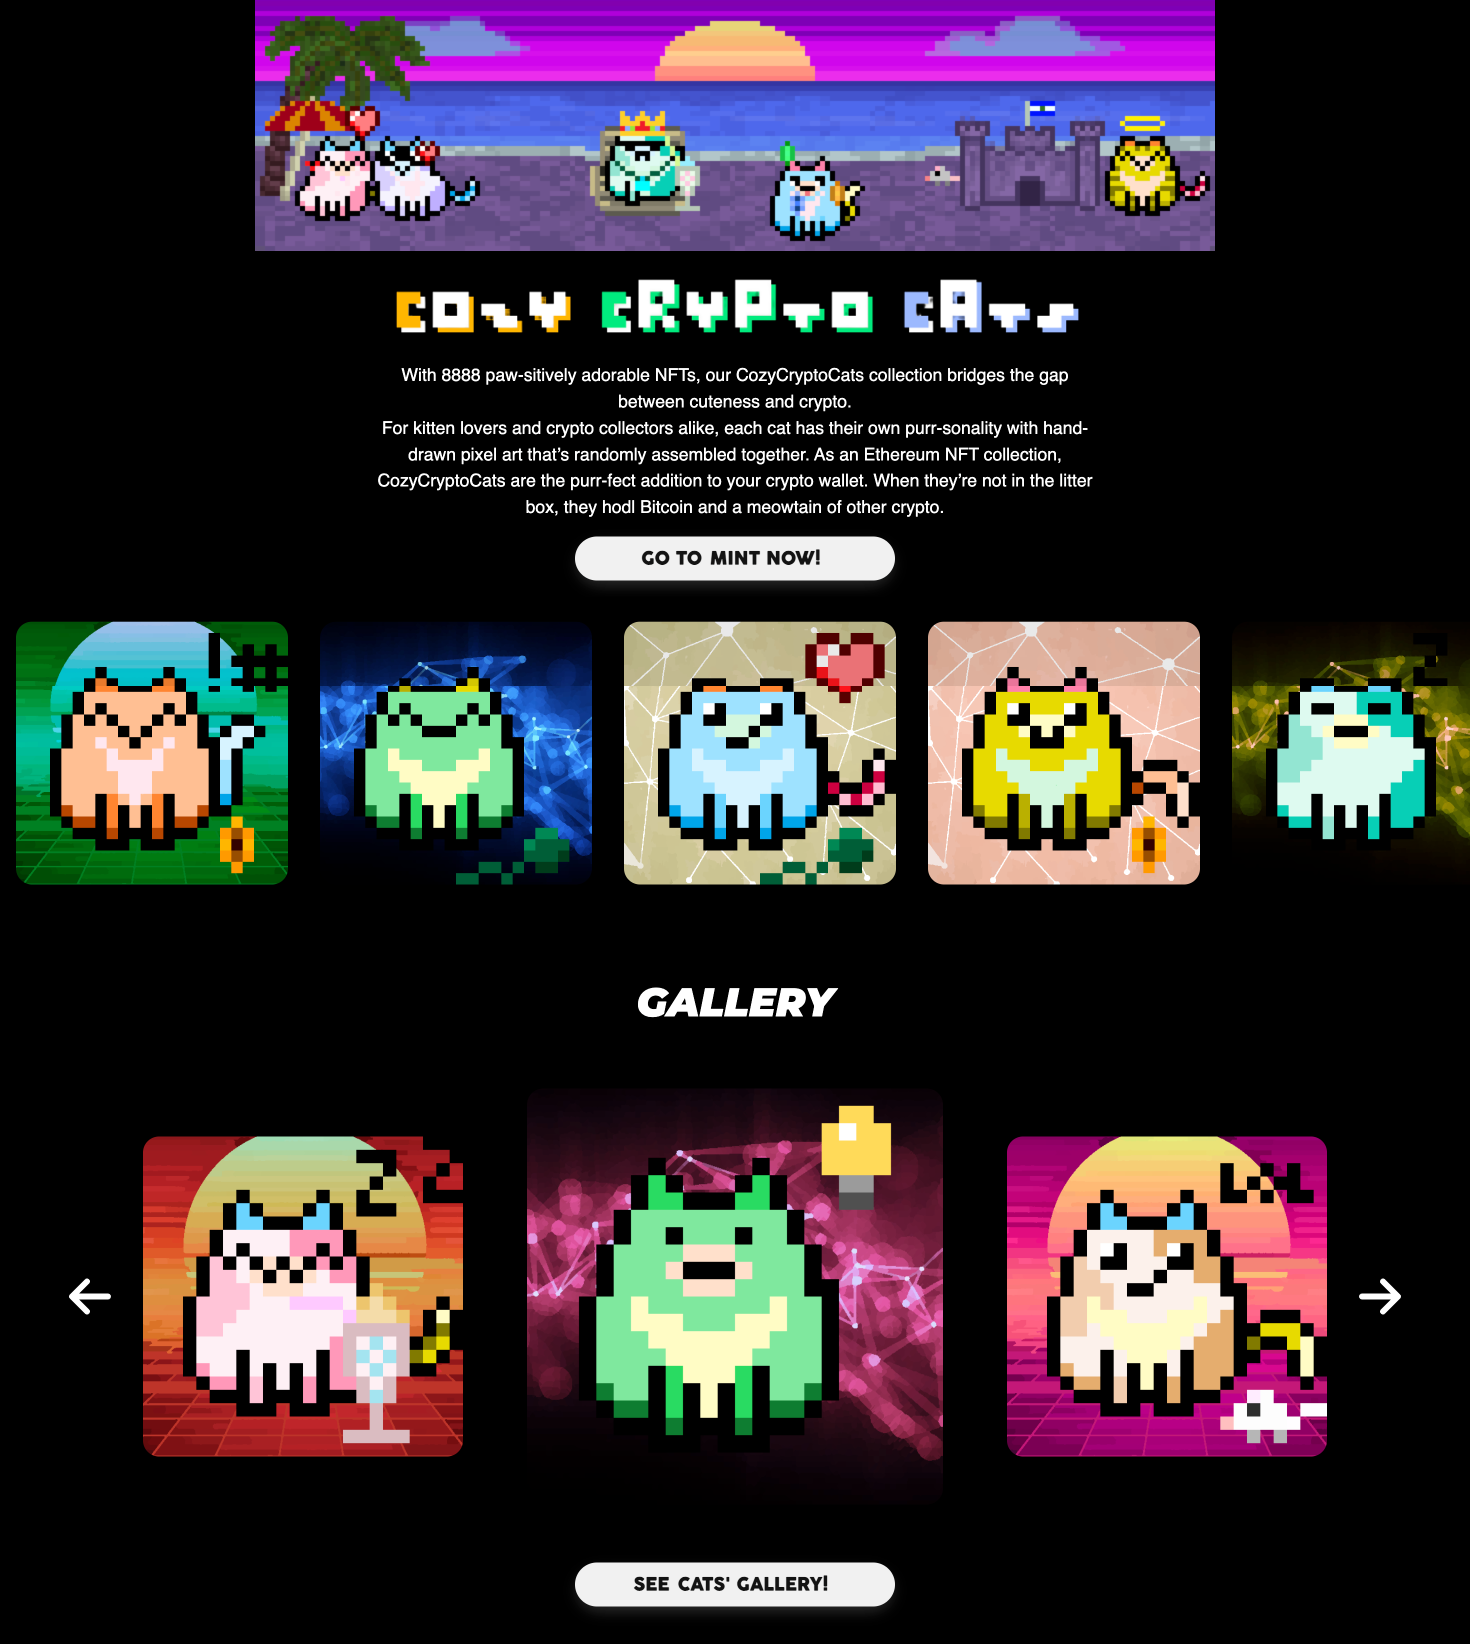 COZY CRYPTO CATS
With 8888 paw-sitively adorable NFTs, our CozyCryptoCats collection bridges the gap
between cuteness and crypto.
For kitten lovers and crypto collectors alike, each cat has their own purr-sonality with hand-
drawn pixel art that’s randomly assembled together. As an Ethereum NFT collection,
CozyCryptoCats are the purr-fect addition to your crypto wallet. When they’re not in the litter
box, they hodl Bitcoin and a meowtain of other crypto.
GO TO MINT NOW!
GALLERY
SEE CATS' GALLERY!